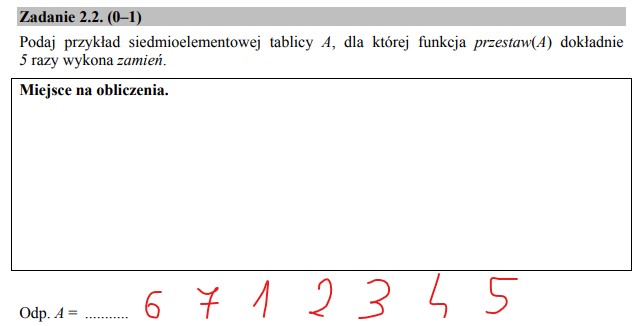 Zadanie 2.2. (0–1)
Podaj przykład siedmioelementowej tablicy A, dla której funkcja przestaw(A) dokładnie
5 razy wykona zamień.
Miejsce na obliczenia.
Odp. A = ........... 6 7 1 2 3 4 5